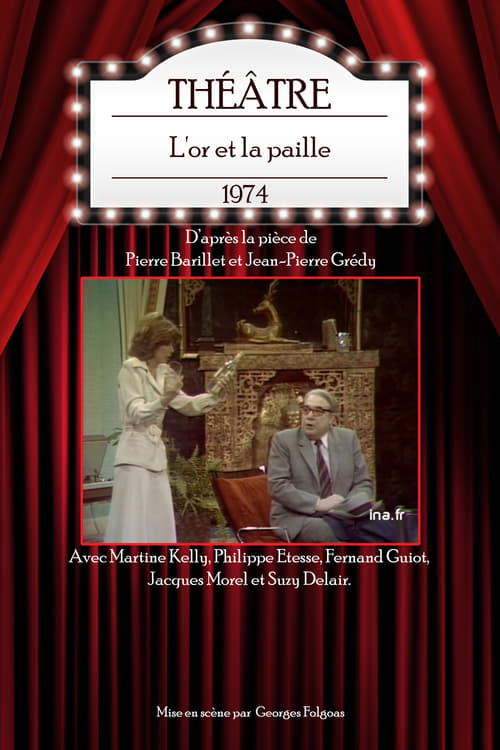 THÉÂTRE
L'or et la paille
1974
D'après la pièce de
Pierre Barillet et Jean-Pierre Grédy
Ina.fr
Avec Martine Kelly, Philippe Etesse, Fernand Guiot,
Jacques Morel et Suzy Delair.
Mise en scène par Georges Folgoas